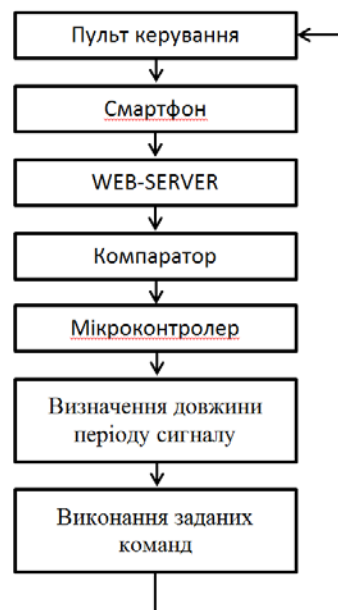 Пульт керування
Смартфон
WEB-SERVER
Компаратор
Мікроконтролер
Визначення довжини
періоду сигналу
Виконання заданих
команд